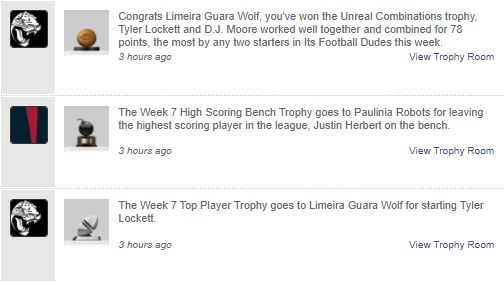 Congrats Limeira Guara Wolf, you've won the Unreal Combinations trophy,
Tyler Lockett and D.J. Moore worked well together and combined for 78
points, the most by any two starters in Its Football Dudes this week.
3 hours ago View Trophy Room
The Week 7 High Scoring Bench Trophy goes to Paulinia Robots for leaving
the highest scoring player in the league, Justin Herbert on the bench.
3 hours ago View Trophy Room
The Week 7 Top Player Trophy goes to Limeira Guara Wolf for starting Tyler
Lockett.
3 hours ago View Trophy Room